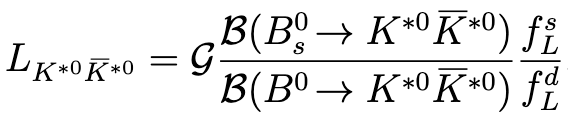 $L_{K^{*0}\overline{K}^{*0}} = \mathcal{G} \frac{\mathcal{B}(B_s^0 \to K^{*0}\overline{K}^{*0})}{\mathcal{B}(B^0 \to K^{*0}\overline{K}^{*0})} \frac{f_L^s}{f_L^d}$